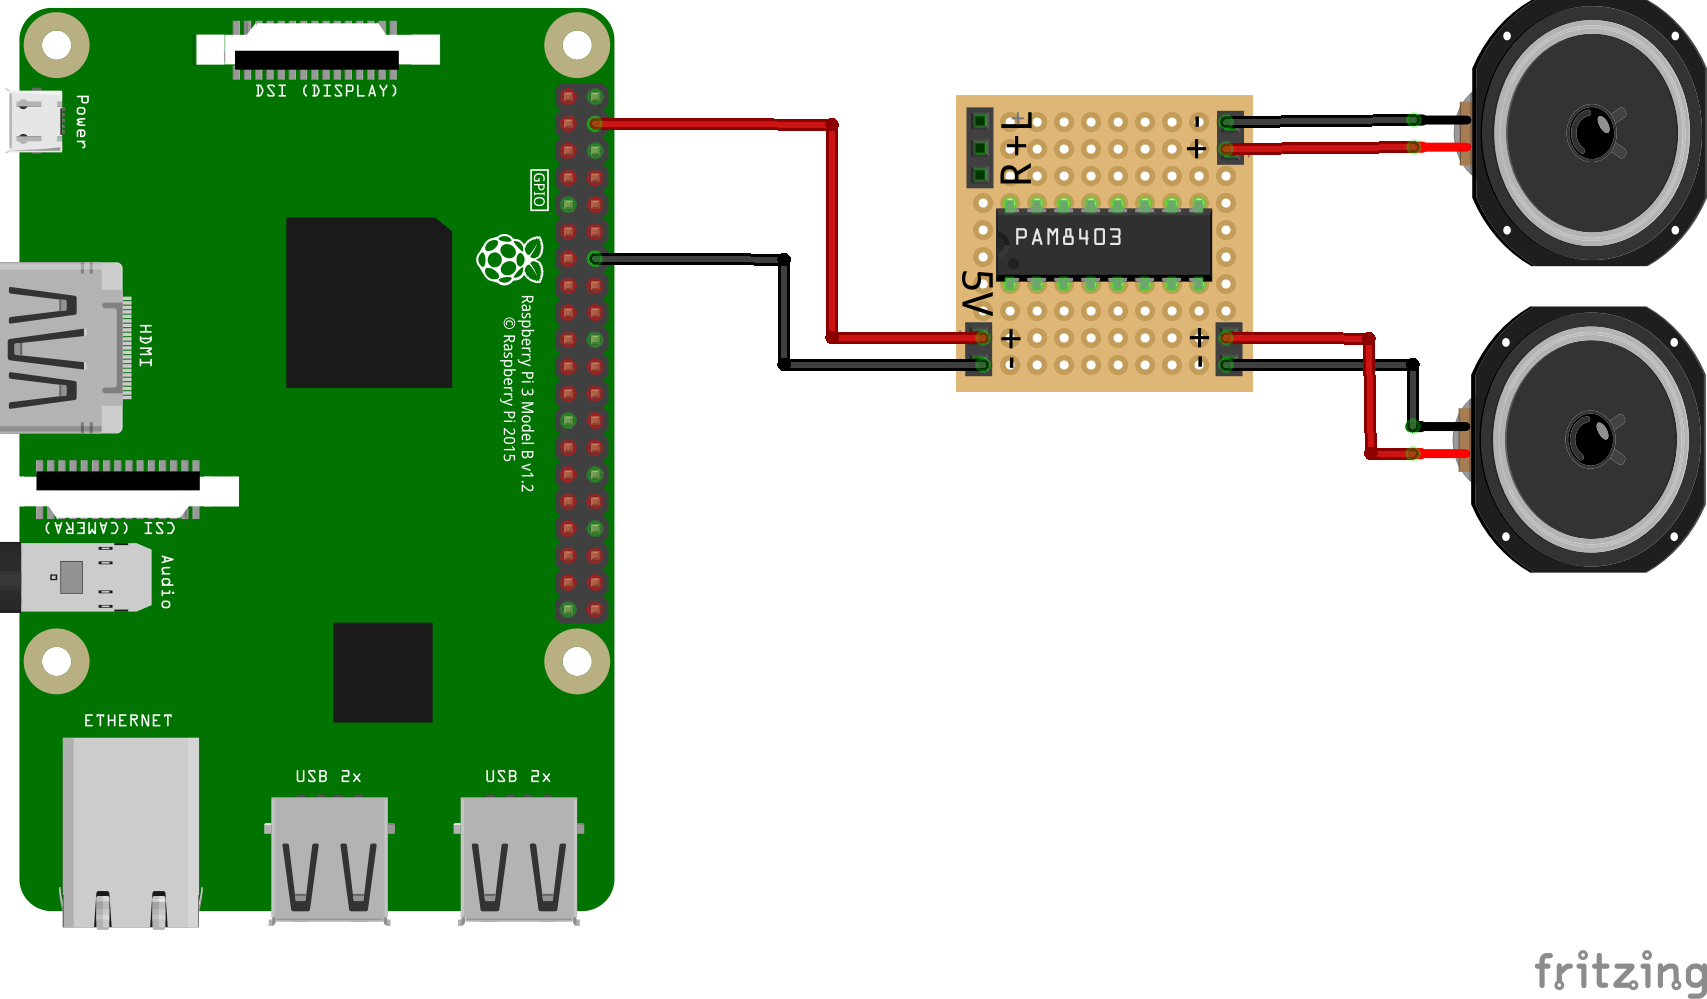 DSI (DISPLAY)
Power
GPIO
HDMI
Raspberry Pi 3 Model B v1.2
© Raspberry Pi 2015
CSI (CAMERA)
Audio
ETHERNET
USB 2x
USB 2x
L
+
R
-
+
PAM8403
5V
+
-
+
-
fritzing